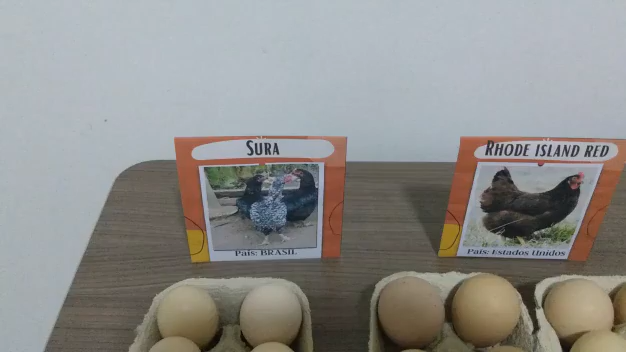 SURA
País: BRASIL
RHODE ISLAND RED
País: Estados Unidos